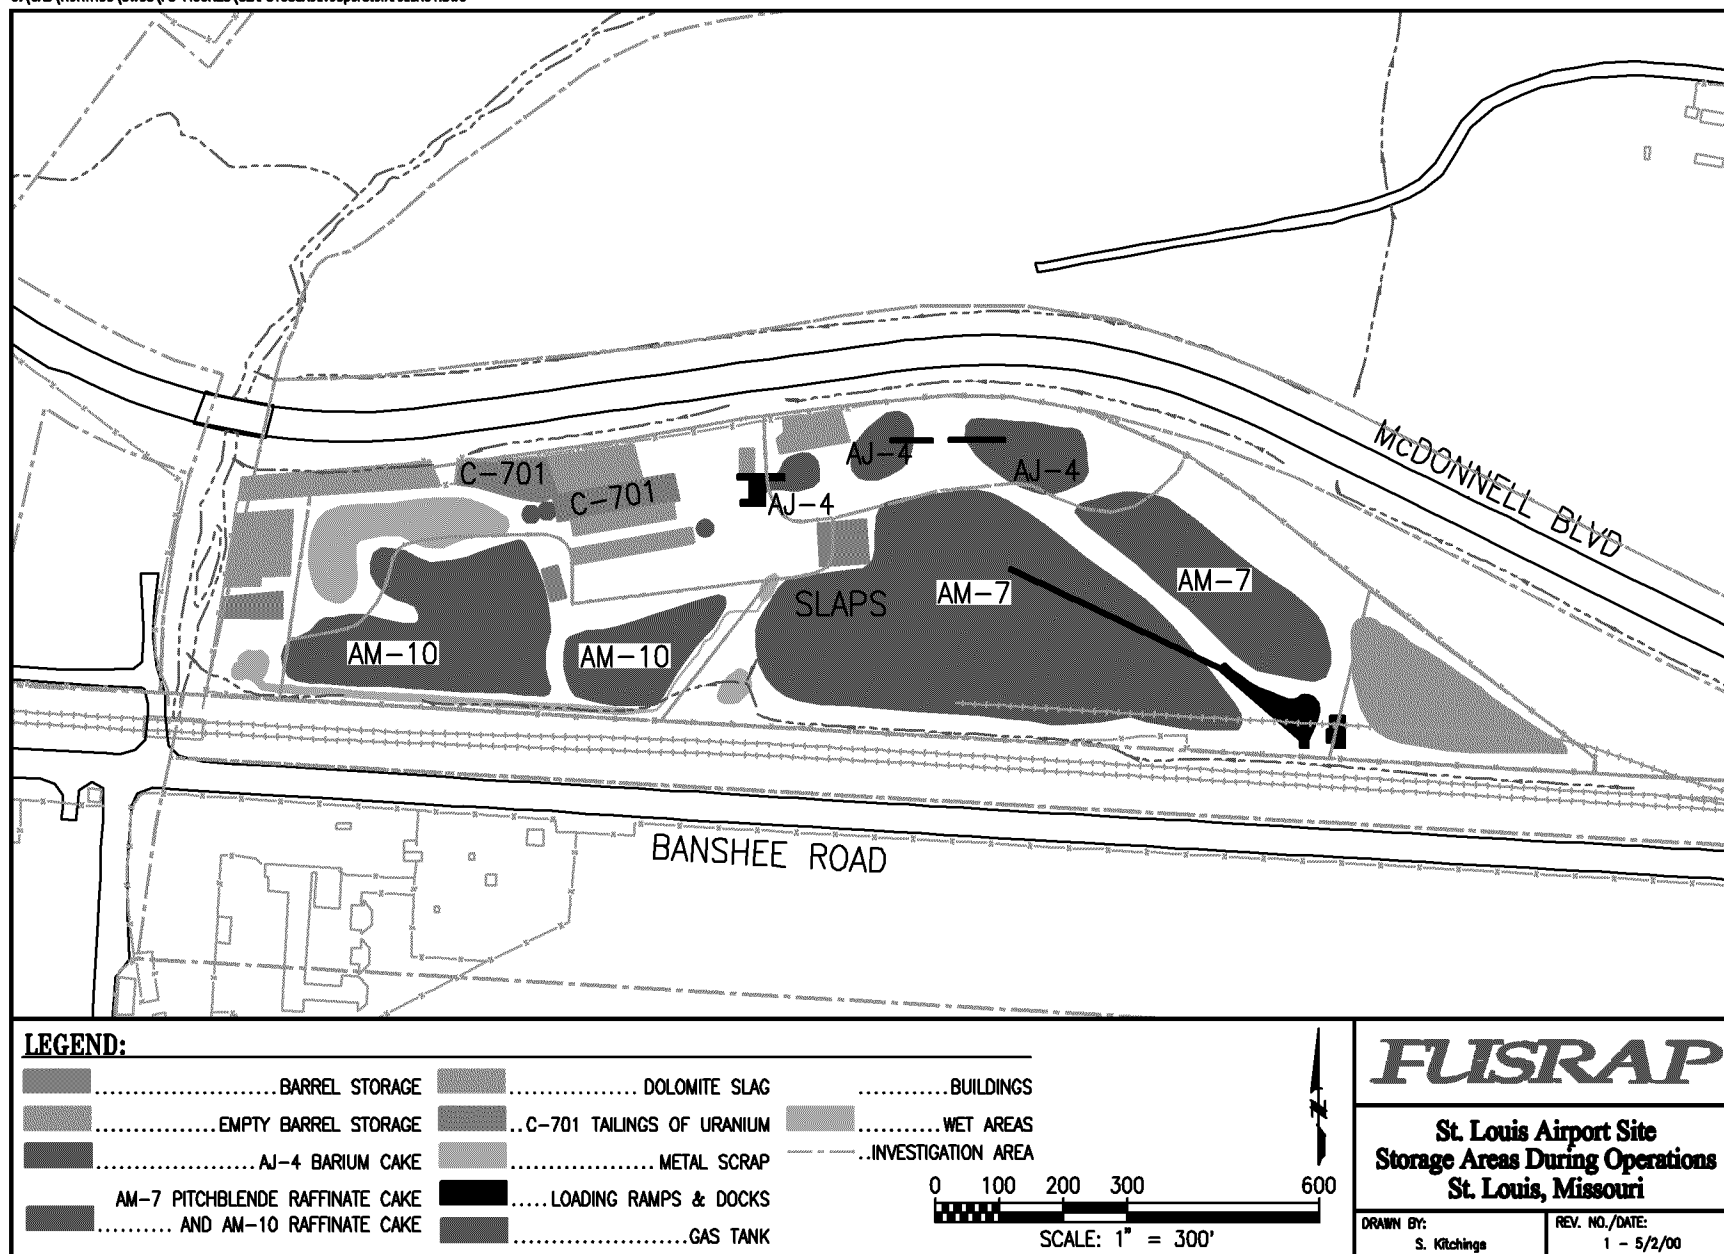 C-701
C-701
AJ-4
AJ-4
AJ-4
McDONNELL BLVD
SLAPS
AM-7
AM-7
AM-10
AM-10
BANSHEE ROAD
LEGEND:
....................BARREL STORAGE
................DOLOMITE SLAG
............BUILDINGS
................EMPTY BARREL STORAGE
..C-701 TAILINGS OF URANIUM
............WET AREAS
....................AJ-4 BARIUM CAKE
..................METAL SCRAP
..INVESTIGATION AREA
AM-7 PITCHBLENDE RAFFINATE CAKE
.......... AND AM-10 RAFFINATE CAKE
.....LOADING RAMPS & DOCKS
......................GAS TANK
0 100 200 300 600
SCALE: 1" = 300'
N
FUSRAP
St. Louis Airport Site
Storage Areas During Operations
St. Louis, Missouri
DRAWN BY:
S. Kitchings
REV. NO./DATE:
1 - 5/2/00